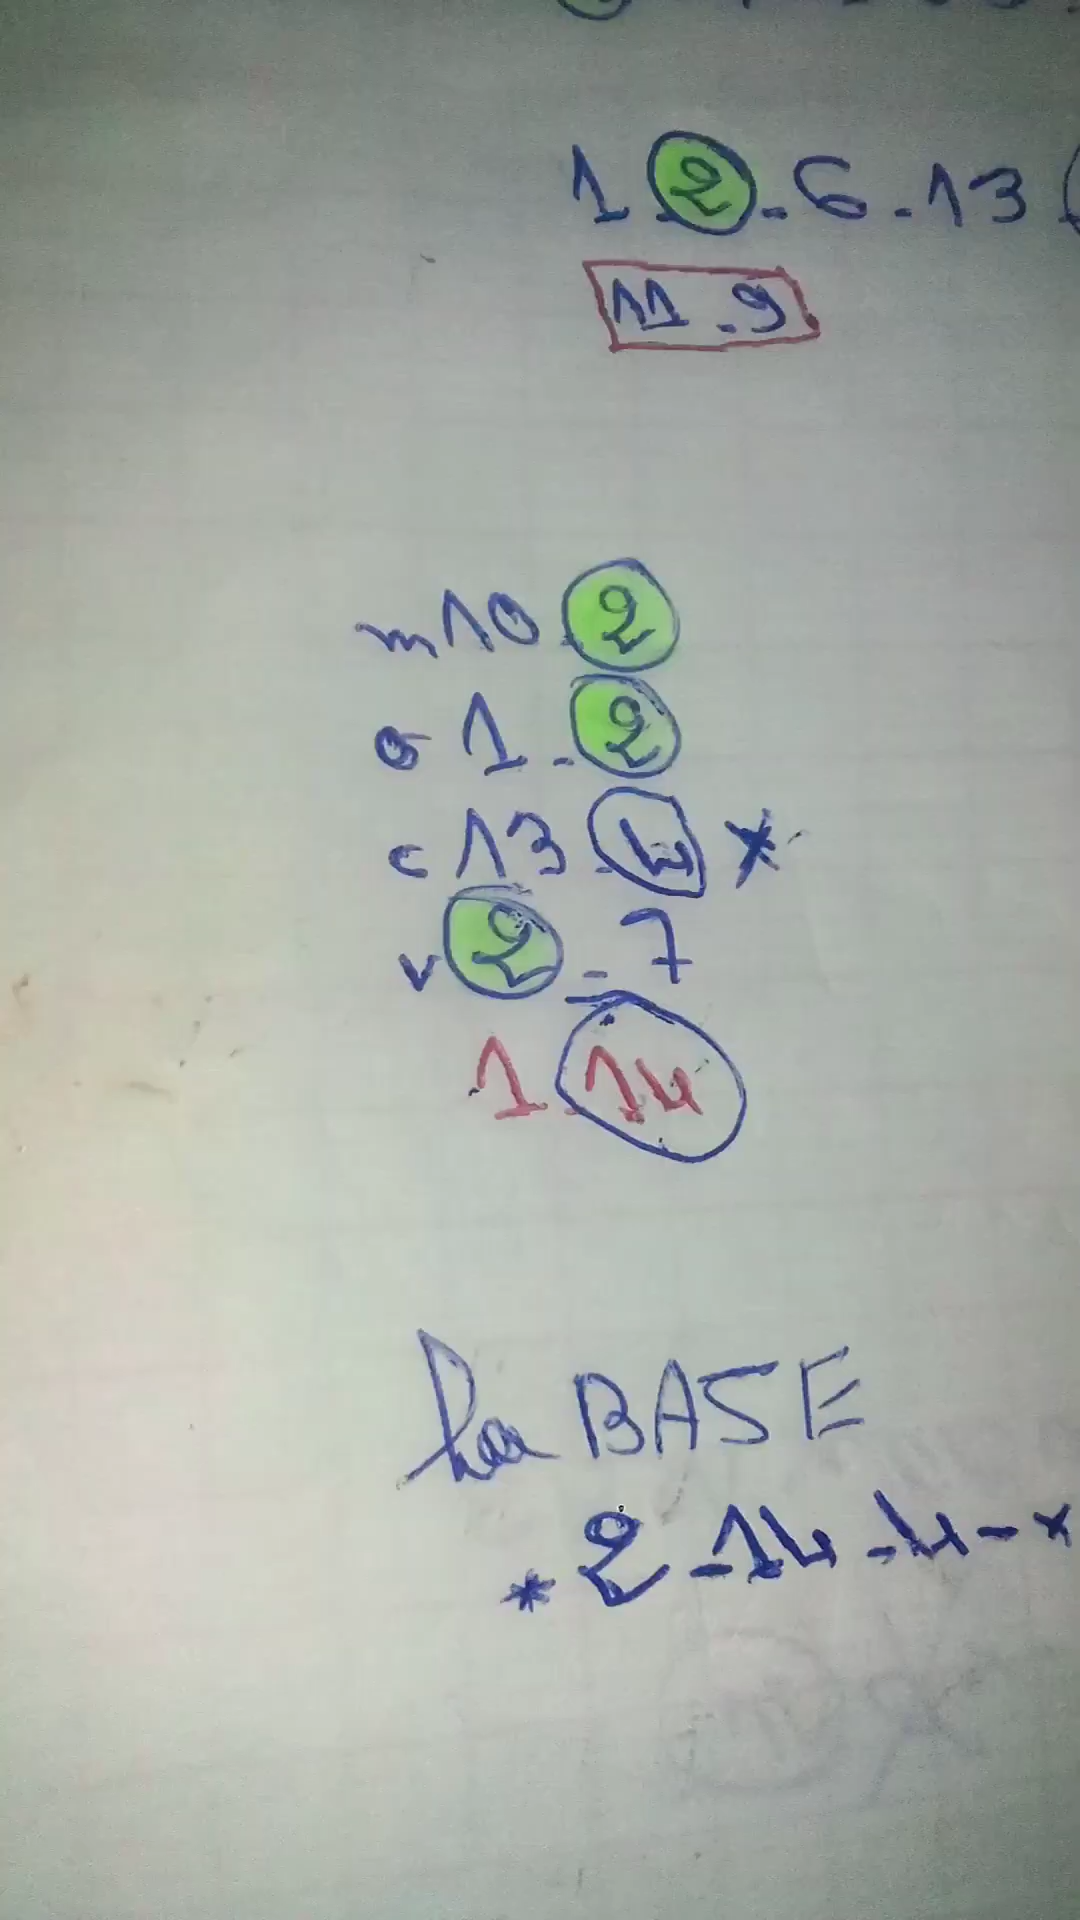 1.2.6.13
11.9
m10.2
o 1.2
c 13.4 *
v 2-7
1.14
La BASE
*2-14.4-*